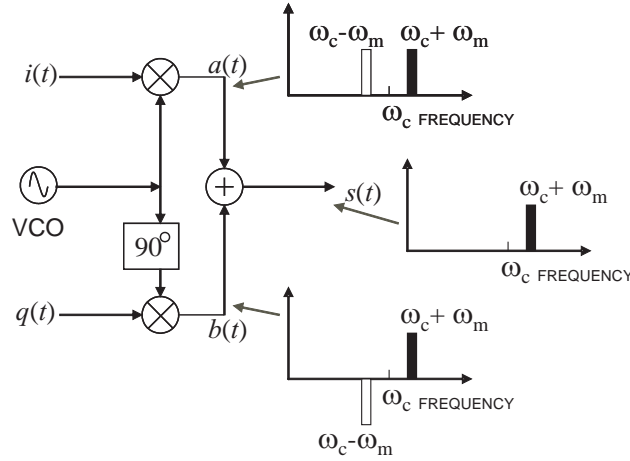 i(t)
a(t)
ωc-ωm
ωc+ ωm
ωc FREQUENCY
VCO
90°
s(t)
ωc+ ωm
ωc FREQUENCY
q(t)
b(t)
ωc+ ωm
ωc FREQUENCY
ωc-ωm